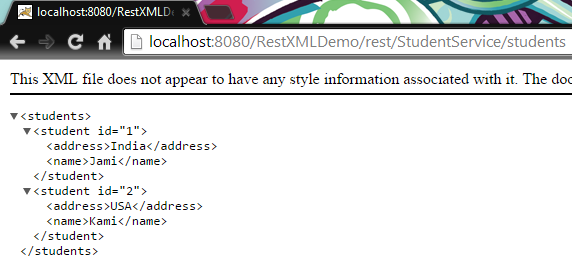 localhost:8080/RestXMLD
localhost:8080/RestXMLDemo/rest/StudentService/students
This XML file does not appear to have any style information associated with it. The doc
<students>
<student id="1">
<address>India</address>
<name>Jami</name>
</student>
<student id="2">
<address>USA</address>
<name>Kami</name>
</student>
</students>